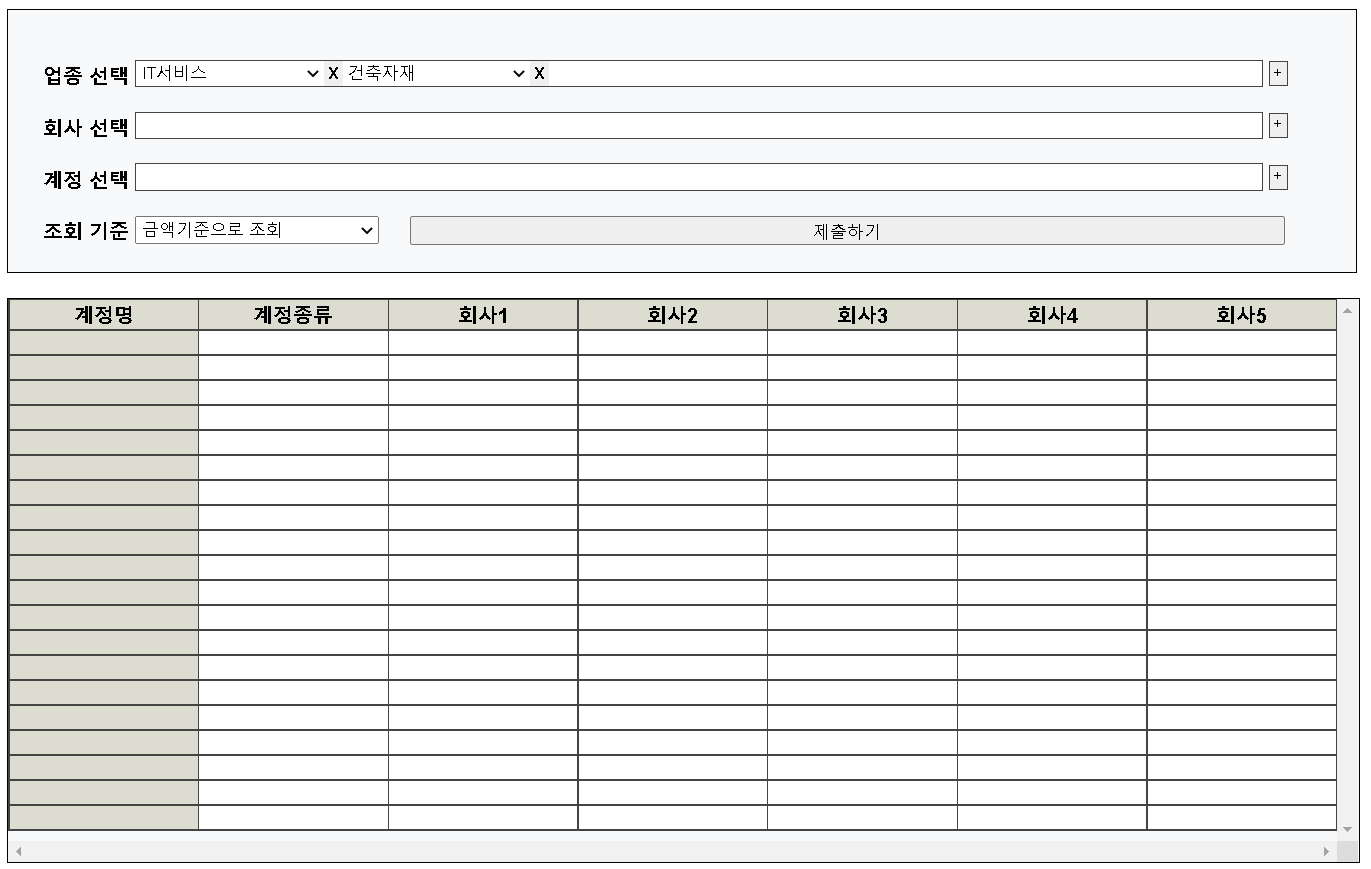 업종 선택 IT서비스 X 건축자재 X +
회사 선택 +
계정 선택 +
조회 기준 금액기준으로 조회 제출하기
계정명 계정종류 회사1 회사2 회사3 회사4 회사5